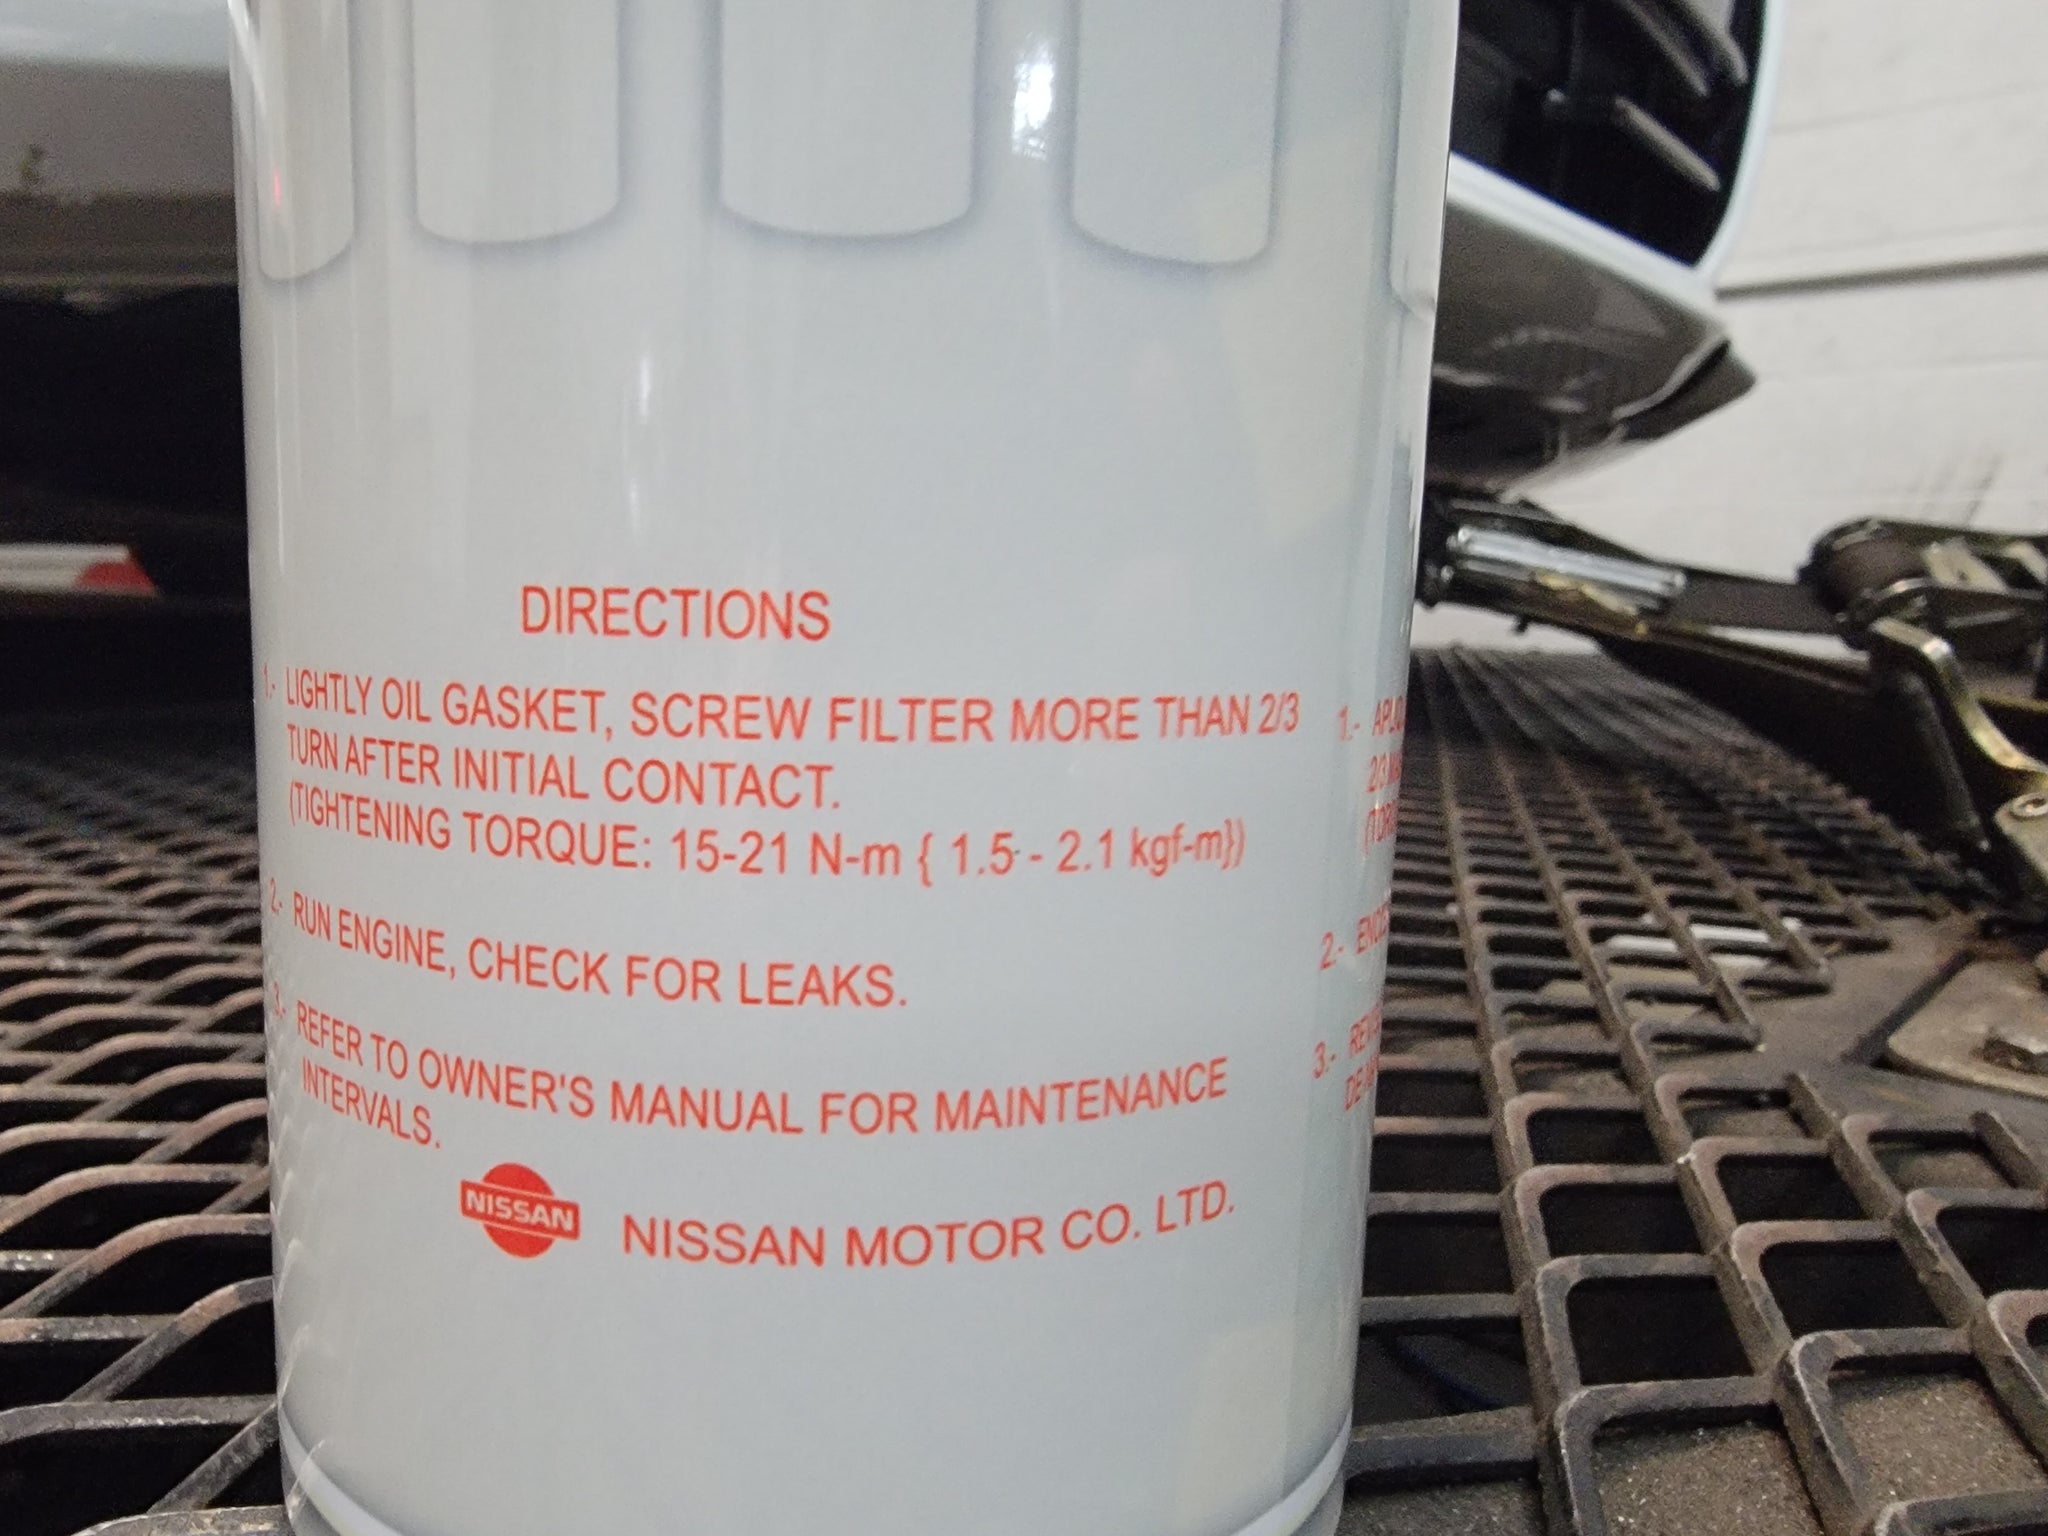 DIRECTIONS
1.- LIGHTLY OIL GASKET, SCREW FILTER MORE THAN 2/3
TURN AFTER INITIAL CONTACT.
(TIGHTENING TORQUE: 15-21 N-m { 1.5 - 2.1 kgf-m})
2.- RUN ENGINE, CHECK FOR LEAKS.
3.- REFER TO OWNER'S MANUAL FOR MAINTENANCE
INTERVALS.
NISSAN NISSAN MOTOR CO. LTD.
1.-
2.-
3.-